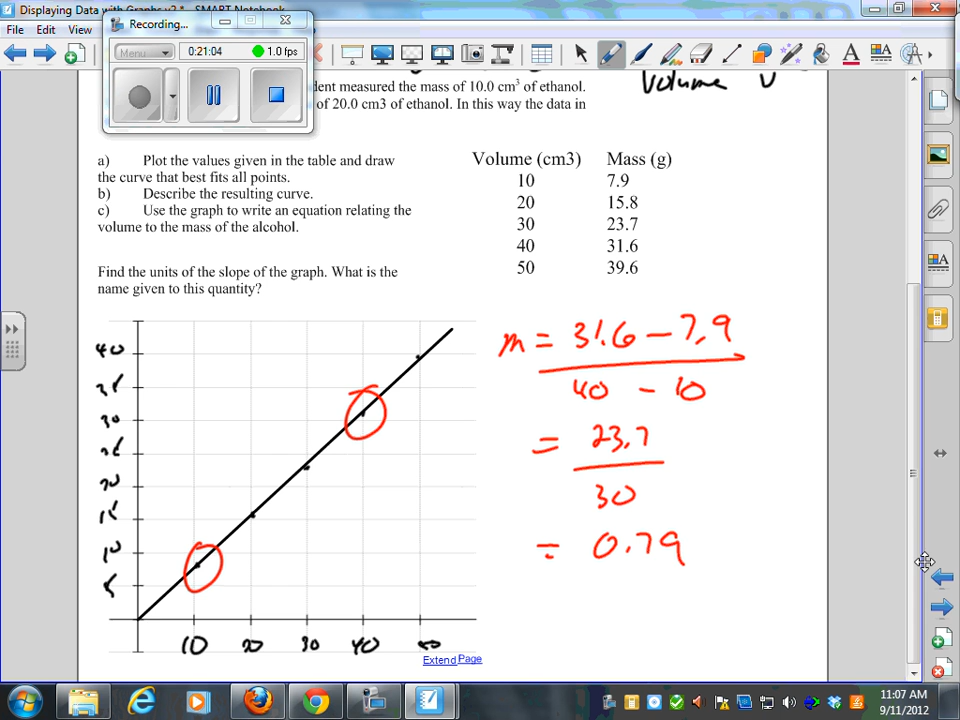 Displaying Data with Graphs v2 * - SMART Notebook
Recording...
File Edit View
Menu 0:21:04 1.0 fps
Volume V
dent measured the mass of 10.0 cm³ of ethanol.
of 20.0 cm3 of ethanol. In this way the data in
a) Plot the values given in the table and draw
the curve that best fits all points.
b) Describe the resulting curve.
c) Use the graph to write an equation relating the
volume to the mass of the alcohol.
Find the units of the slope of the graph. What is the
name given to this quantity?
Volume (cm3) Mass (g)
10 7.9
20 15.8
30 23.7
40 31.6
50 39.6
40
35
30
25
20
15
10
5
10 20 30 40 50
m = 31.6 - 7.9
40 - 10
= 23.7
30
= 0.79
Extend Page
11:07 AM
9/11/2012